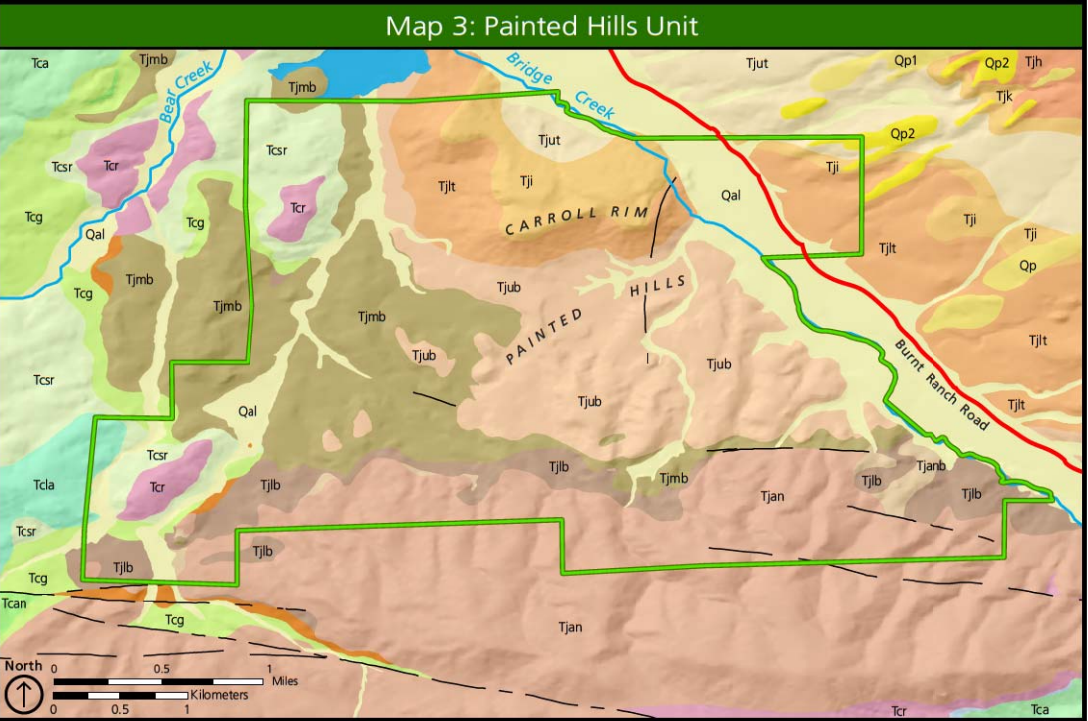 Map 3: Painted Hills Unit
Tca
Tjmb
Bear Creek
Tjmb
Bridge
Creek
Tjut
Qp1
Qp2
Tjh
Tjk
Qp2
Tcsr
Tcr
Tcsr
Tjut
Tji
Tjlt
Tji
Qal
Tcr
Tcg
Tcg
CARROLL RIM
Tji
Tji
Qal
Tjlt
Qp
Tjmb
Tcg
Tjmb
Tjub
HILLS
PAINTED
Tjmb
Tjub
Tjub
Tjlt
Burnt Ranch Road
Tcsr
Qal
Tjub
Tjlt
Tcsr
Tcla
Tcr
Tjlb
Tjlb
Tjmb
Tjanb
Tjlb
Tjlb
Tjan
Tcsr
Tjlb
Tjlb
Tcg
Tcan
Tcg
Tjan
North
0 0.5 1
Miles
Kilometers
0 0.5 1
Tcr
Tca